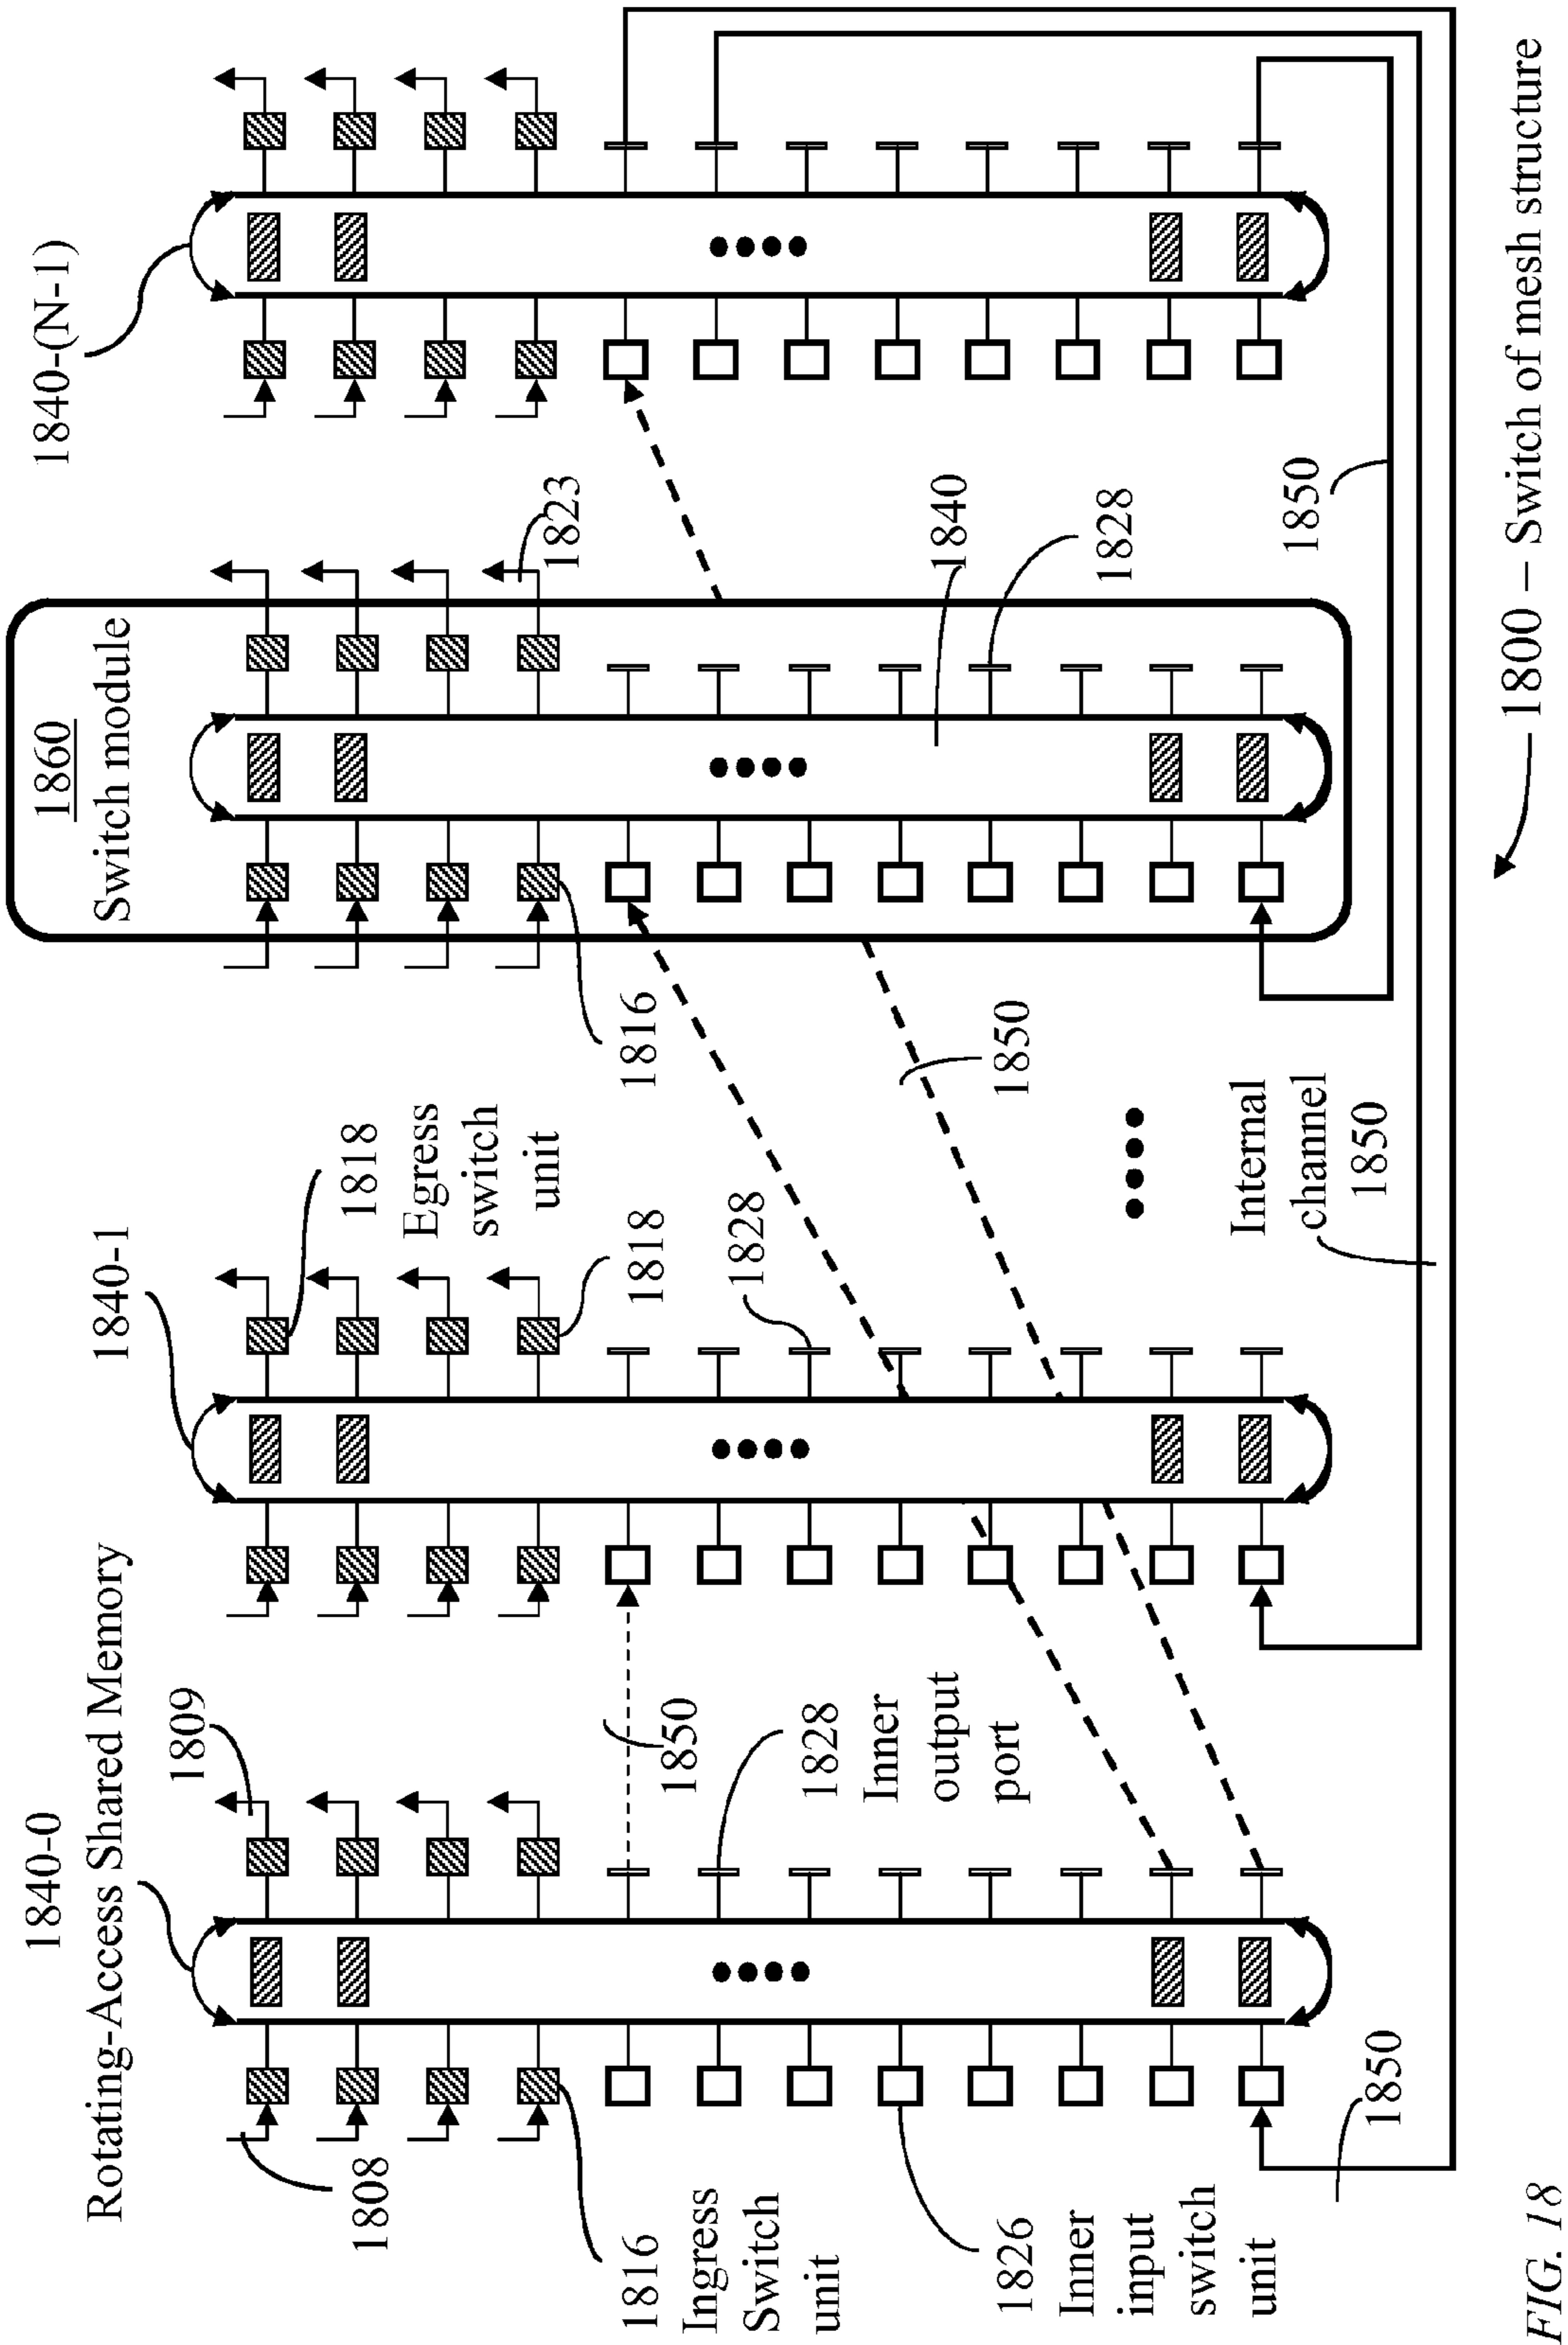 1840-0
Rotating-Access Shared Memory
1840-1
1860
Switch module
1840-(N-1)
1808
1809
1818
1816
Ingress
Switch
unit
1850
1818
Egress
switch
unit
1816
1823
1826
Inner
input
switch
unit
1828
Inner
output
port
1828
1850
1840
1828
1850
Internal
channel
1850
1850
1800 – Switch of mesh structure
FIG. 18